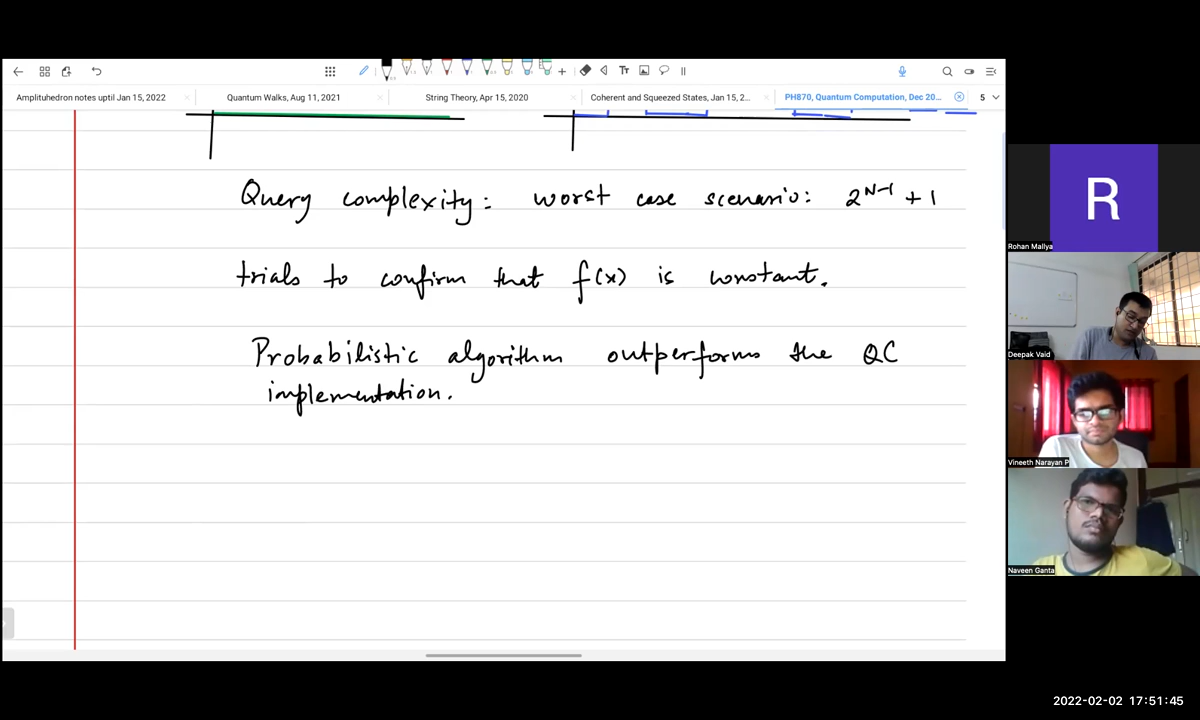 Amplituhedron notes uptil Jan 15, 2022
Quantum Walks, Aug 11, 2021
String Theory, Apr 15, 2020
Coherent and Squeezed States, Jan 15, 2...
PH870, Quantum Computation, Dec 20...
5
Query complexity: worst case scenario: 2^{N-1} + 1
trials to confirm that f(x) is constant.
Probabilistic algorithm outperforms the QC
implementation.
R
Rohan Mallya
Deepak Vaid
Vineeth Narayan P
Naveen Ganta
2022-02-02 17:51:45